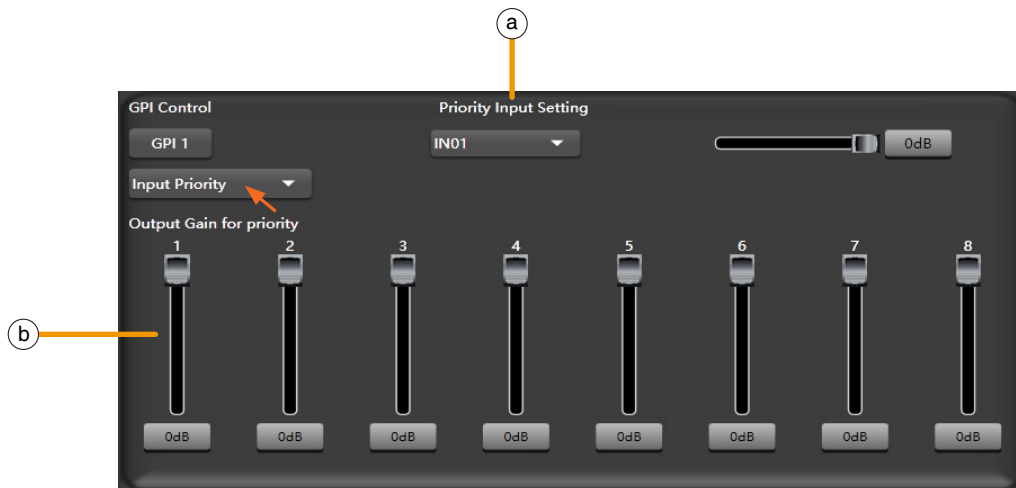 a
GPI Control Priority Input Setting
GPI 1 IN01 0dB
Input Priority
Output Gain for priority
1 2 3 4 5 6 7 8
b
0dB 0dB 0dB 0dB 0dB 0dB 0dB 0dB